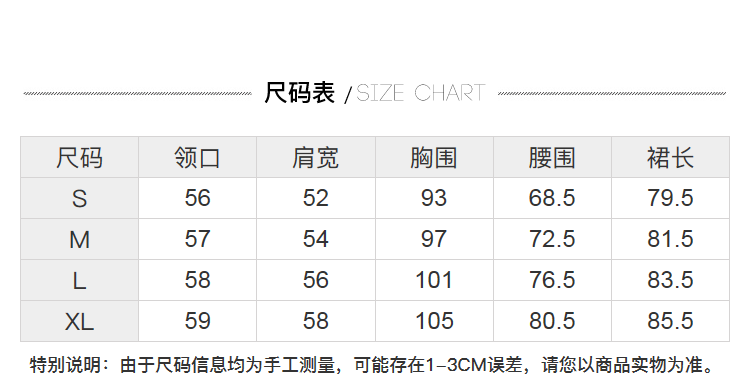 尺码表 /SIZE CHART
尺码 领口 肩宽 胸围 腰围 裙长
S 56 52 93 68.5 79.5
M 57 54 97 72.5 81.5
L 58 56 101 76.5 83.5
XL 59 58 105 80.5 85.5
特别说明：由于尺码信息均为手工测量，可能存在1-3CM误差，请您以商品实物为准。